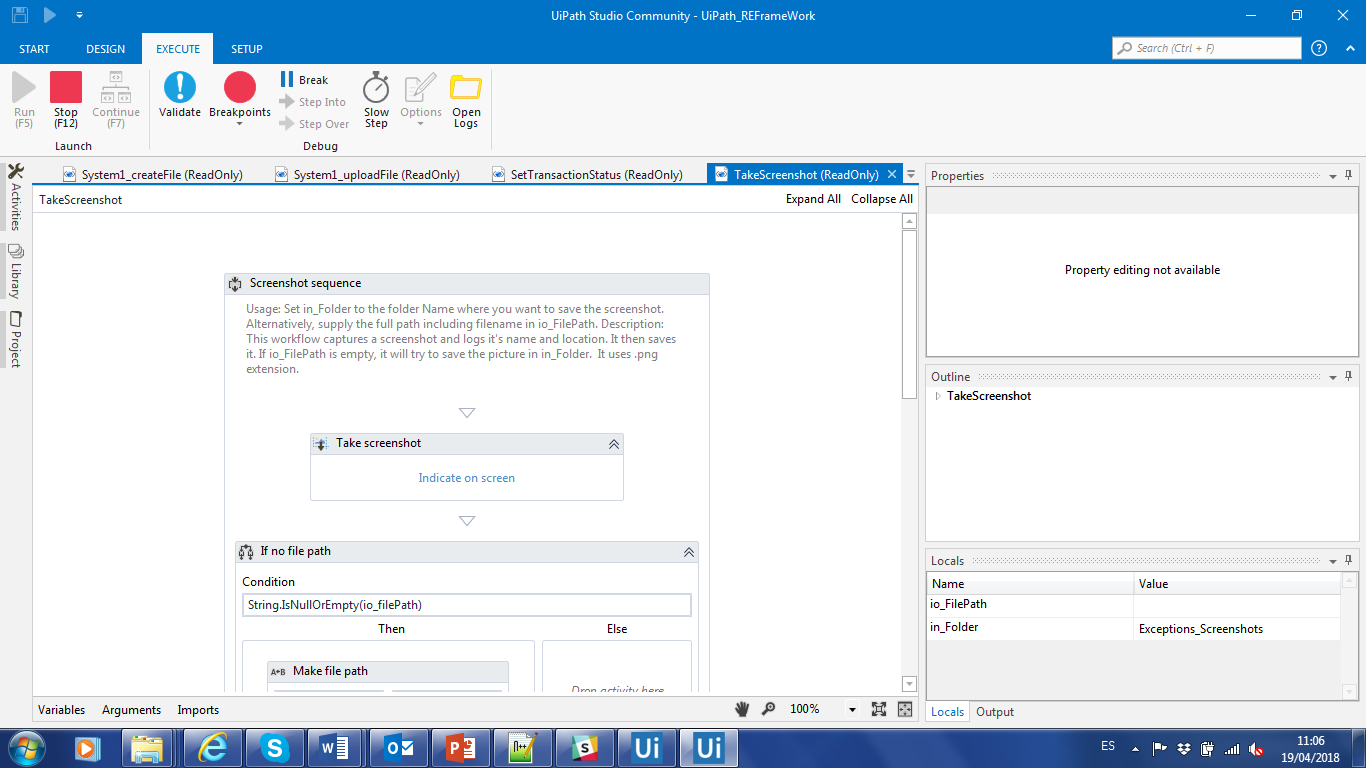 UiPath Studio Community - UiPath_REFrameWork
START DESIGN EXECUTE SETUP
Search (Ctrl + F)
Run (F5)
Stop (F12)
Continue (F7)
Launch
Validate
Breakpoints
Break
Step Into
Step Over
Slow Step
Options
Open Logs
Debug
System1_createFile (ReadOnly)
System1_uploadFile (ReadOnly)
SetTransactionStatus (ReadOnly)
TakeScreenshot (ReadOnly)
Activities
Library
Project
TakeScreenshot
Expand All Collapse All
Screenshot sequence
Usage: Set in_Folder to the folder Name where you want to save the screenshot.
Alternatively, supply the full path including filename in io_FilePath. Description:
This workflow captures a screenshot and logs it's name and location. It then saves
it. If io_FilePath is empty, it will try to save the picture in in_Folder. It uses .png
extension.
Take screenshot
Indicate on screen
If no file path
Condition
String.IsNullOrEmpty(io_filePath)
Then
Else
A+B Make file path
Drop activity here
Properties
Property editing not available
Outline
TakeScreenshot
Locals
Name Value
io_FilePath
in_Folder Exceptions_Screenshots
Locals Output
Variables Arguments Imports
100%
Ui
Ui
ES
11:06
19/04/2018